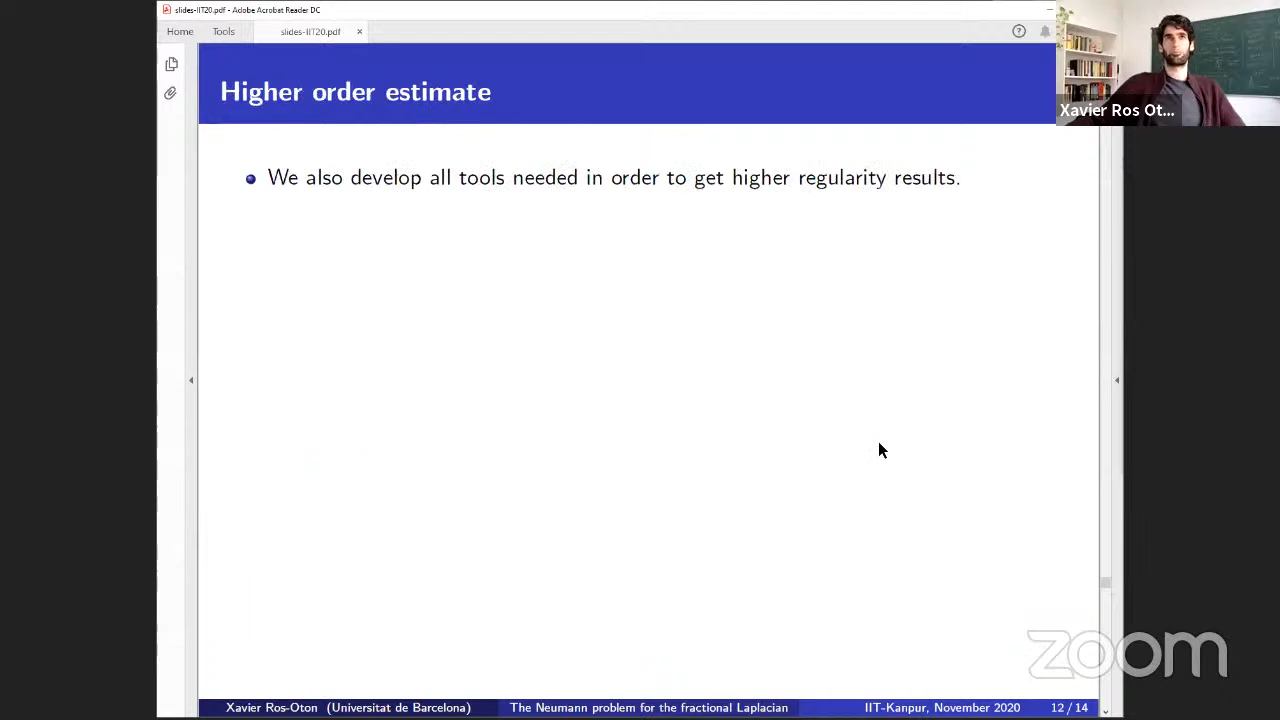 slides-IIT20.pdf - Adobe Acrobat Reader DC
Home Tools slides-IIT20.pdf ×
Xavier Ros Ot...
Higher order estimate
We also develop all tools needed in order to get higher regularity results.
zoom
Xavier Ros-Oton (Universitat de Barcelona) The Neumann problem for the fractional Laplacian IIT-Kanpur, November 2020 12 / 14